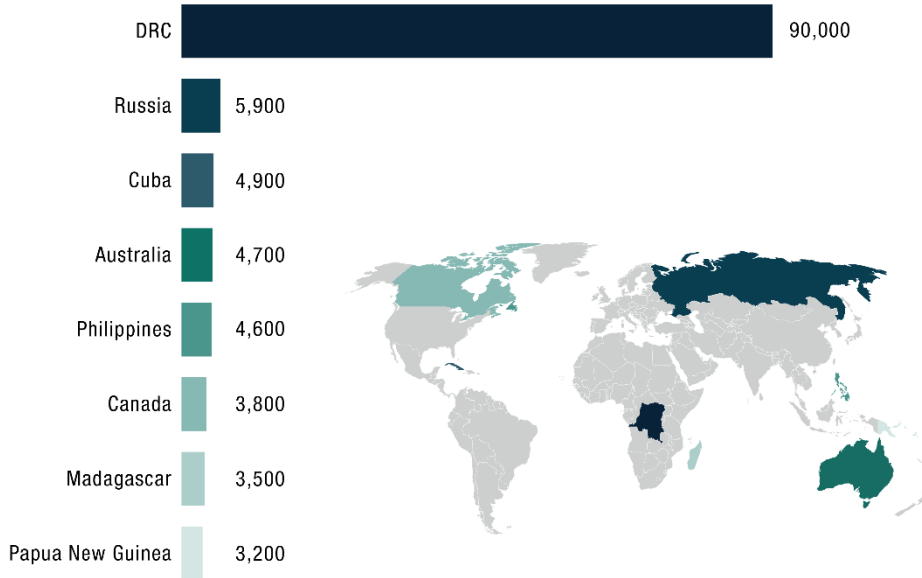 DRC 90,000
Russia 5,900
Cuba 4,900
Australia 4,700
Philippines 4,600
Canada 3,800
Madagascar 3,500
Papua New Guinea 3,200